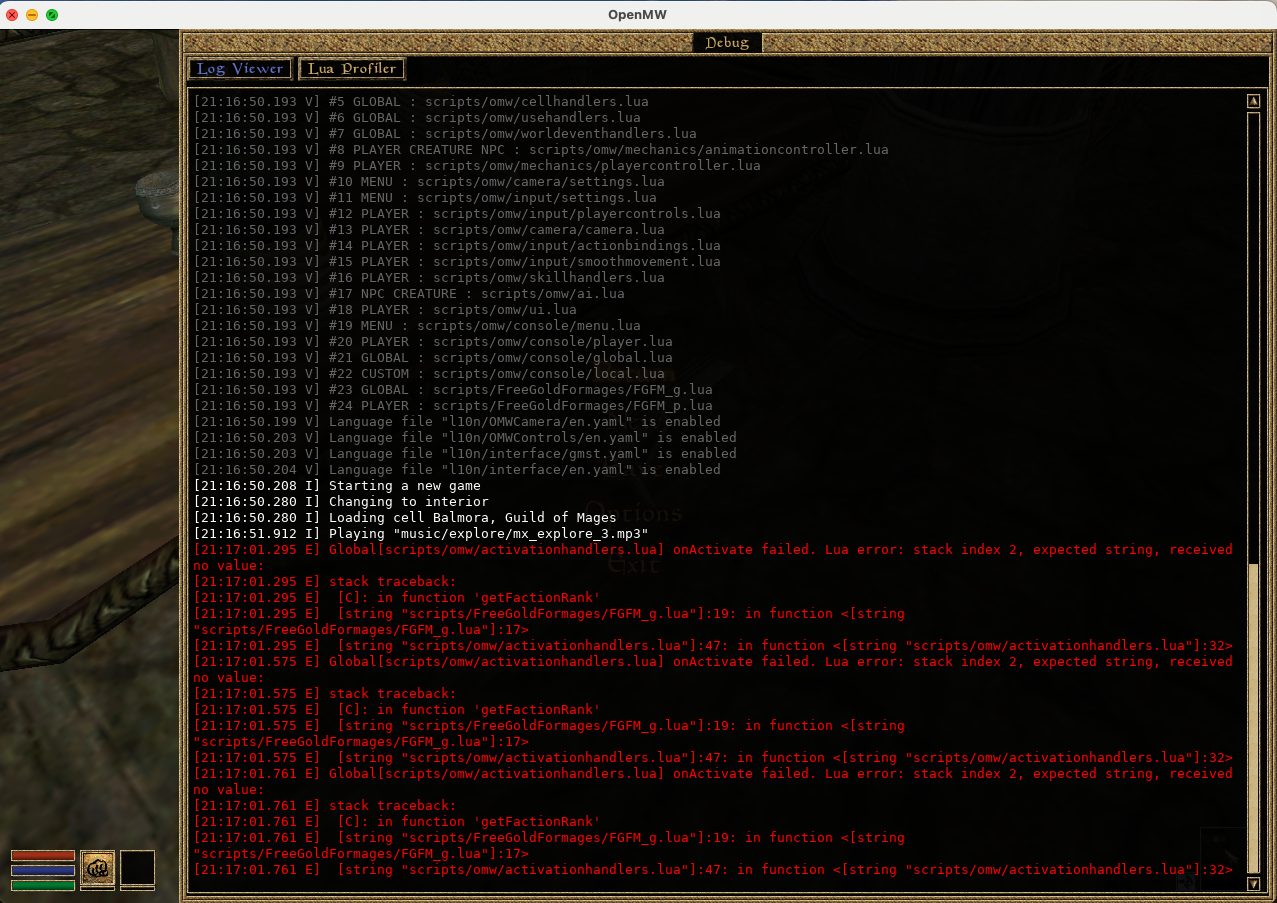 OpenMW
Debug
Log Viewer
Lua Profiler
[21:16:50.193 V] #5 GLOBAL : scripts/omw/cellhandlers.lua
[21:16:50.193 V] #6 GLOBAL : scripts/omw/usehandlers.lua
[21:16:50.193 V] #7 GLOBAL : scripts/omw/worldeventhandlers.lua
[21:16:50.193 V] #8 PLAYER CREATURE NPC : scripts/omw/mechanics/animationcontroller.lua
[21:16:50.193 V] #9 PLAYER : scripts/omw/mechanics/playercontroller.lua
[21:16:50.193 V] #10 MENU : scripts/omw/camera/settings.lua
[21:16:50.193 V] #11 MENU : scripts/omw/input/settings.lua
[21:16:50.193 V] #12 PLAYER : scripts/omw/input/playercontrols.lua
[21:16:50.193 V] #13 PLAYER : scripts/omw/camera/camera.lua
[21:16:50.193 V] #14 PLAYER : scripts/omw/input/actionbindings.lua
[21:16:50.193 V] #15 PLAYER : scripts/omw/input/smoothmovement.lua
[21:16:50.193 V] #16 PLAYER : scripts/omw/skillhandlers.lua
[21:16:50.193 V] #17 NPC CREATURE : scripts/omw/ai.lua
[21:16:50.193 V] #18 PLAYER : scripts/omw/ui.lua
[21:16:50.193 V] #19 MENU : scripts/omw/console/menu.lua
[21:16:50.193 V] #20 PLAYER : scripts/omw/console/player.lua
[21:16:50.193 V] #21 GLOBAL : scripts/omw/console/global.lua
[21:16:50.193 V] #22 CUSTOM : scripts/omw/console/local.lua
[21:16:50.193 V] #23 GLOBAL : scripts/FreeGoldFormages/FGFM_g.lua
[21:16:50.193 V] #24 PLAYER : scripts/FreeGoldFormages/FGFM_p.lua
[21:16:50.199 V] Language file "l10n/OMWCamera/en.yaml" is enabled
[21:16:50.203 V] Language file "l10n/OMWControls/en.yaml" is enabled
[21:16:50.203 V] Language file "l10n/interface/gmst.yaml" is enabled
[21:16:50.204 V] Language file "l10n/interface/en.yaml" is enabled
[21:16:50.208 I] Starting a new game
[21:16:50.280 I] Changing to interior
Options
[21:16:50.280 I] Loading cell Balmora, Guild of Mages
[21:16:51.912 I] Playing "music/explore/mx_explore_3.mp3"
[21:17:01.295 E] Global[scripts/omw/activationhandlers.lua] onActivate failed. Lua error: stack index 2, expected string, received
no value:
Exit
[21:17:01.295 E] stack traceback:
[21:17:01.295 E]  [C]: in function 'getFactionRank'
[21:17:01.295 E]  [string "scripts/FreeGoldFormages/FGFM_g.lua"]:19: in function <[string
"scripts/FreeGoldFormages/FGFM_g.lua"]:17>
[21:17:01.295 E]  [string "scripts/omw/activationhandlers.lua"]:47: in function <[string "scripts/omw/activationhandlers.lua"]:32>
[21:17:01.575 E] Global[scripts/omw/activationhandlers.lua] onActivate failed. Lua error: stack index 2, expected string, received
no value:
[21:17:01.575 E] stack traceback:
[21:17:01.575 E]  [C]: in function 'getFactionRank'
[21:17:01.575 E]  [string "scripts/FreeGoldFormages/FGFM_g.lua"]:19: in function <[string
"scripts/FreeGoldFormages/FGFM_g.lua"]:17>
[21:17:01.575 E]  [string "scripts/omw/activationhandlers.lua"]:47: in function <[string "scripts/omw/activationhandlers.lua"]:32>
[21:17:01.761 E] Global[scripts/omw/activationhandlers.lua] onActivate failed. Lua error: stack index 2, expected string, received
no value:
[21:17:01.761 E] stack traceback:
[21:17:01.761 E]  [C]: in function 'getFactionRank'
[21:17:01.761 E]  [string "scripts/FreeGoldFormages/FGFM_g.lua"]:19: in function <[string
"scripts/FreeGoldFormages/FGFM_g.lua"]:17>
[21:17:01.761 E]  [string "scripts/omw/activationhandlers.lua"]:47: in function <[string "scripts/omw/activationhandlers.lua"]:32>